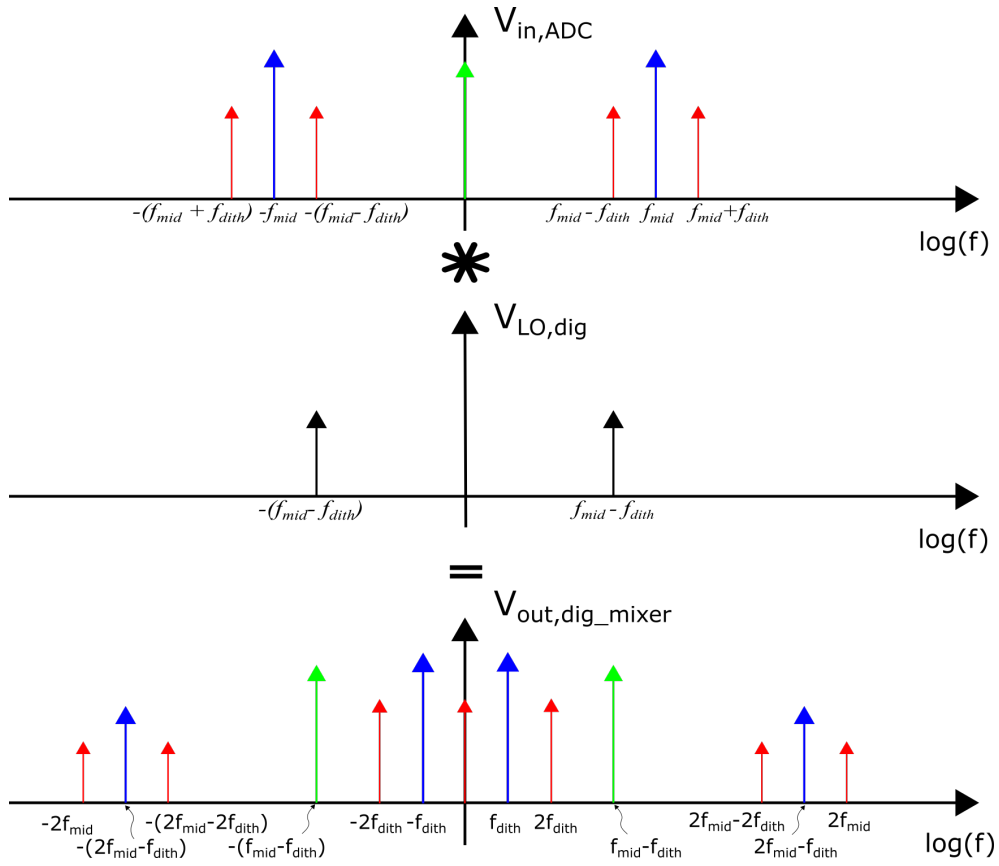 V_in,ADC
-(f_mid + f_dith) -f_mid -(f_mid - f_dith) f_mid - f_dith f_mid f_mid + f_dith
log(f)
*
V_LO,dig
-(f_mid - f_dith) f_mid - f_dith
log(f)
=
V_out,dig_mixer
-2f_mid -(2f_mid-2f_dith) -2f_dith -f_dith f_dith 2f_dith 2f_mid-2f_dith 2f_mid log(f)
-(2f_mid-f_dith) -(f_mid-f_dith) f_mid-f_dith 2f_mid-f_dith